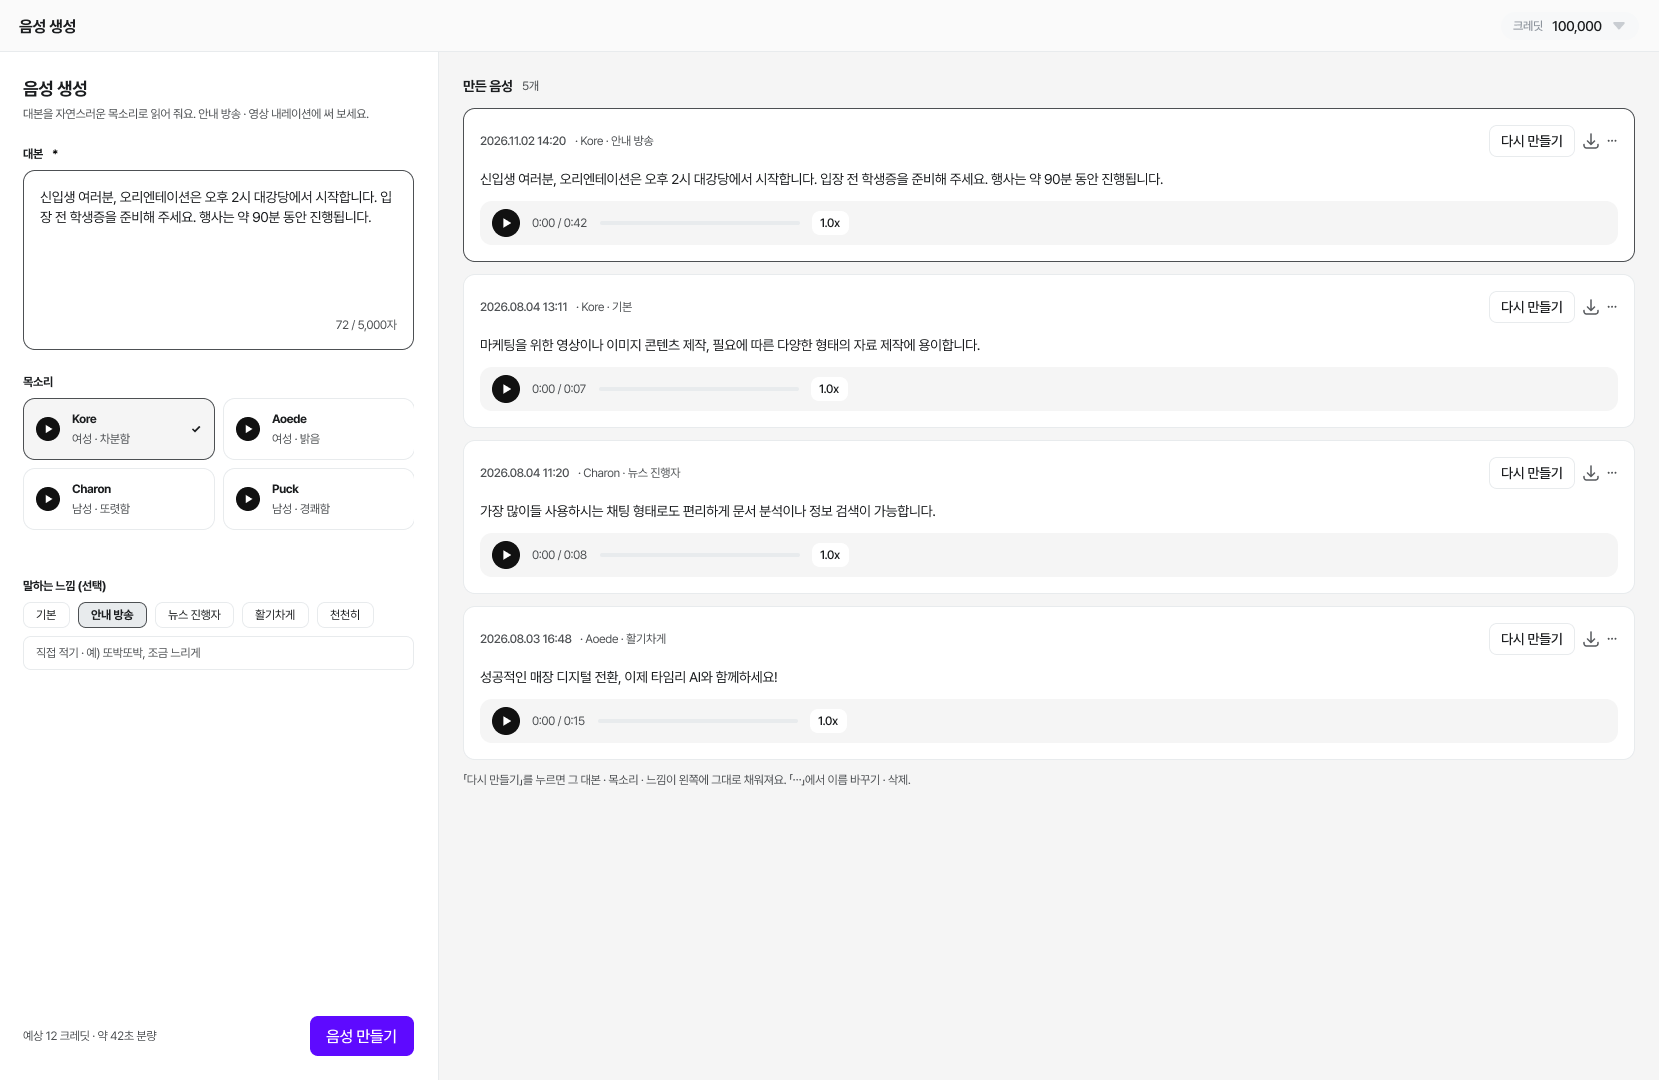 음성 생성
크레딧 100,000
음성 생성
대본을 자연스러운 목소리로 읽어 줘요. 안내 방송 · 영상 내레이션에 써 보세요.
대본 *
신입생 여러분, 오리엔테이션은 오후 2시 대강당에서 시작합니다. 입
장 전 학생증을 준비해 주세요. 행사는 약 90분 동안 진행됩니다.
72 / 5,000자
목소리
Kore
여성 · 차분함
Aoede
여성 · 밝음
Charon
남성 · 또렷함
Puck
남성 · 경쾌함
말하는 느낌 (선택)
기본 안내 방송 뉴스 진행자 활기차게 천천히
직접 적기 · 예) 또박또박, 조금 느리게
예상 12 크레딧 · 약 42초 분량
음성 만들기
만든 음성 5개
2026.11.02 14:20 · Kore · 안내 방송
다시 만들기 ···
신입생 여러분, 오리엔테이션은 오후 2시 대강당에서 시작합니다. 입장 전 학생증을 준비해 주세요. 행사는 약 90분 동안 진행됩니다.
0:00 / 0:42 1.0x
2026.08.04 13:11 · Kore · 기본
다시 만들기 ···
마케팅을 위한 영상이나 이미지 콘텐츠 제작, 필요에 따른 다양한 형태의 자료 제작에 용이합니다.
0:00 / 0:07 1.0x
2026.08.04 11:20 · Charon · 뉴스 진행자
다시 만들기 ···
가장 많이들 사용하시는 채팅 형태로도 편리하게 문서 분석이나 정보 검색이 가능합니다.
0:00 / 0:08 1.0x
2026.08.03 16:48 · Aoede · 활기차게
다시 만들기 ···
성공적인 매장 디지털 전환, 이제 타임리 AI와 함께하세요!
0:00 / 0:15 1.0x
「다시 만들기」를 누르면 그 대본 · 목소리 · 느낌이 왼쪽에 그대로 채워져요. 「···」에서 이름 바꾸기 · 삭제.